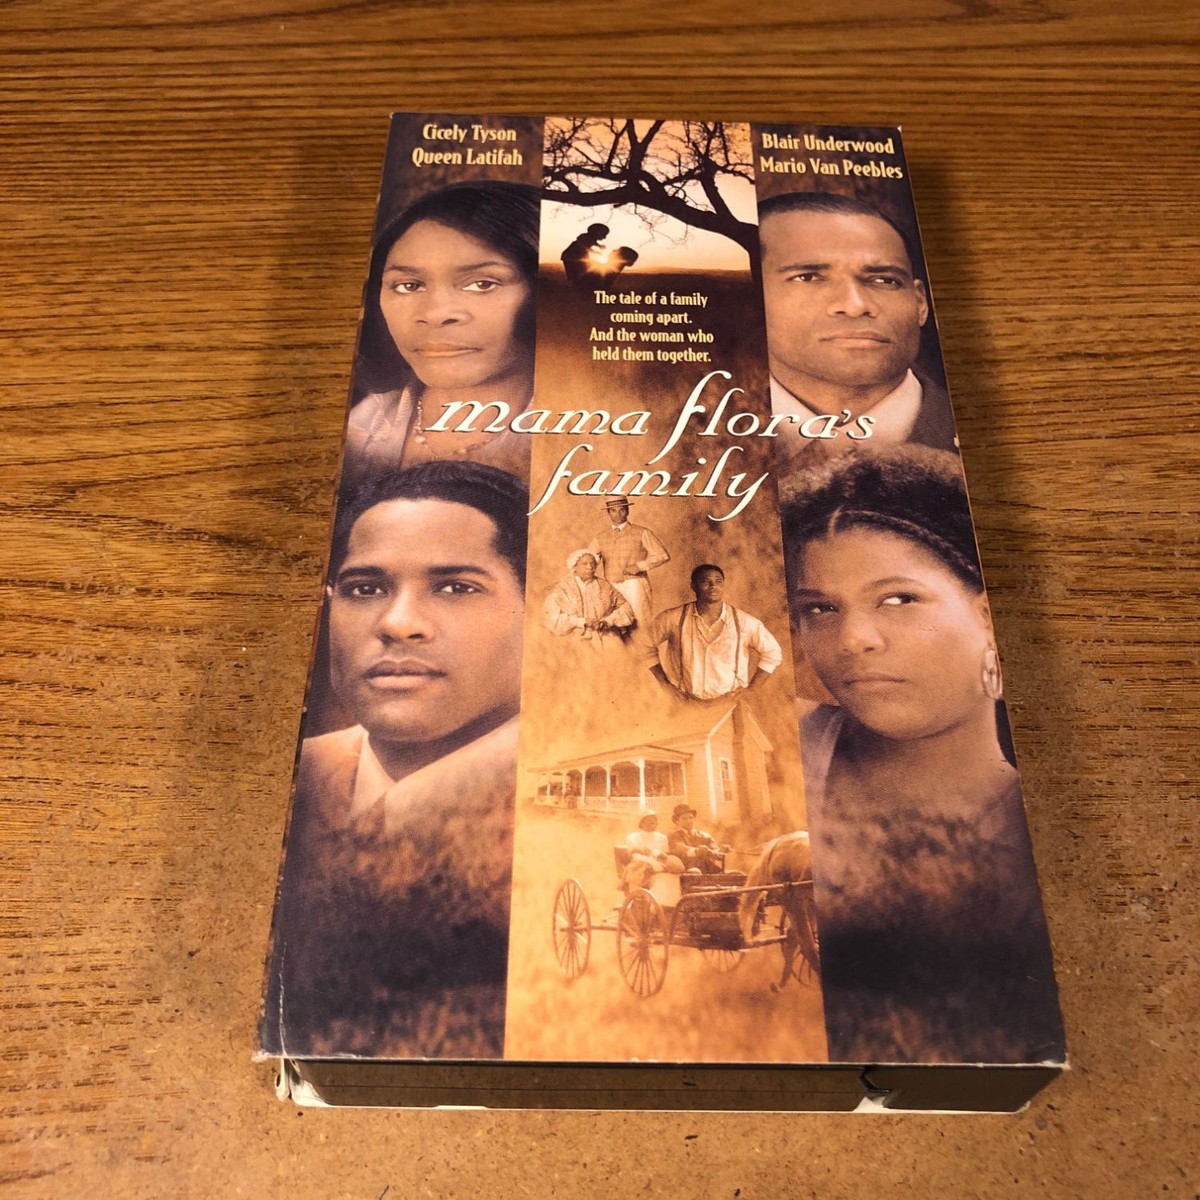 Cicely Tyson
Queen Latifah
Blair Underwood
Mario Van Peebles
The tale of a family
coming apart.
And the woman who
held them together.
mama flora's
family